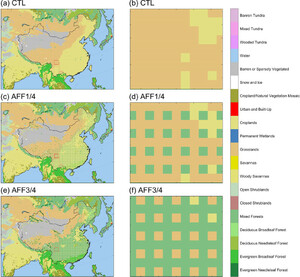 (a) CTL
(b) CTL
(c) AFF1/4
(d) AFF1/4
(e) AFF3/4
(f) AFF3/4
Barren Tundra
Mixed Tundra
Wooded Tundra
Water
Barren or Sparsely Vegetated
Snow and Ice
Cropland/Natural Vegetation Mosaic
Urban and Built-Up
Croplands
Permanent Wetlands
Grasslands
Savannas
Woody Savannas
Open Shrublands
Closed Shrublands
Mixed Forests
Deciduous Broadleaf Forest
Deciduous Needleleaf Forest
Evergreen Broadleaf Forest
Evergreen Needleleaf Forest